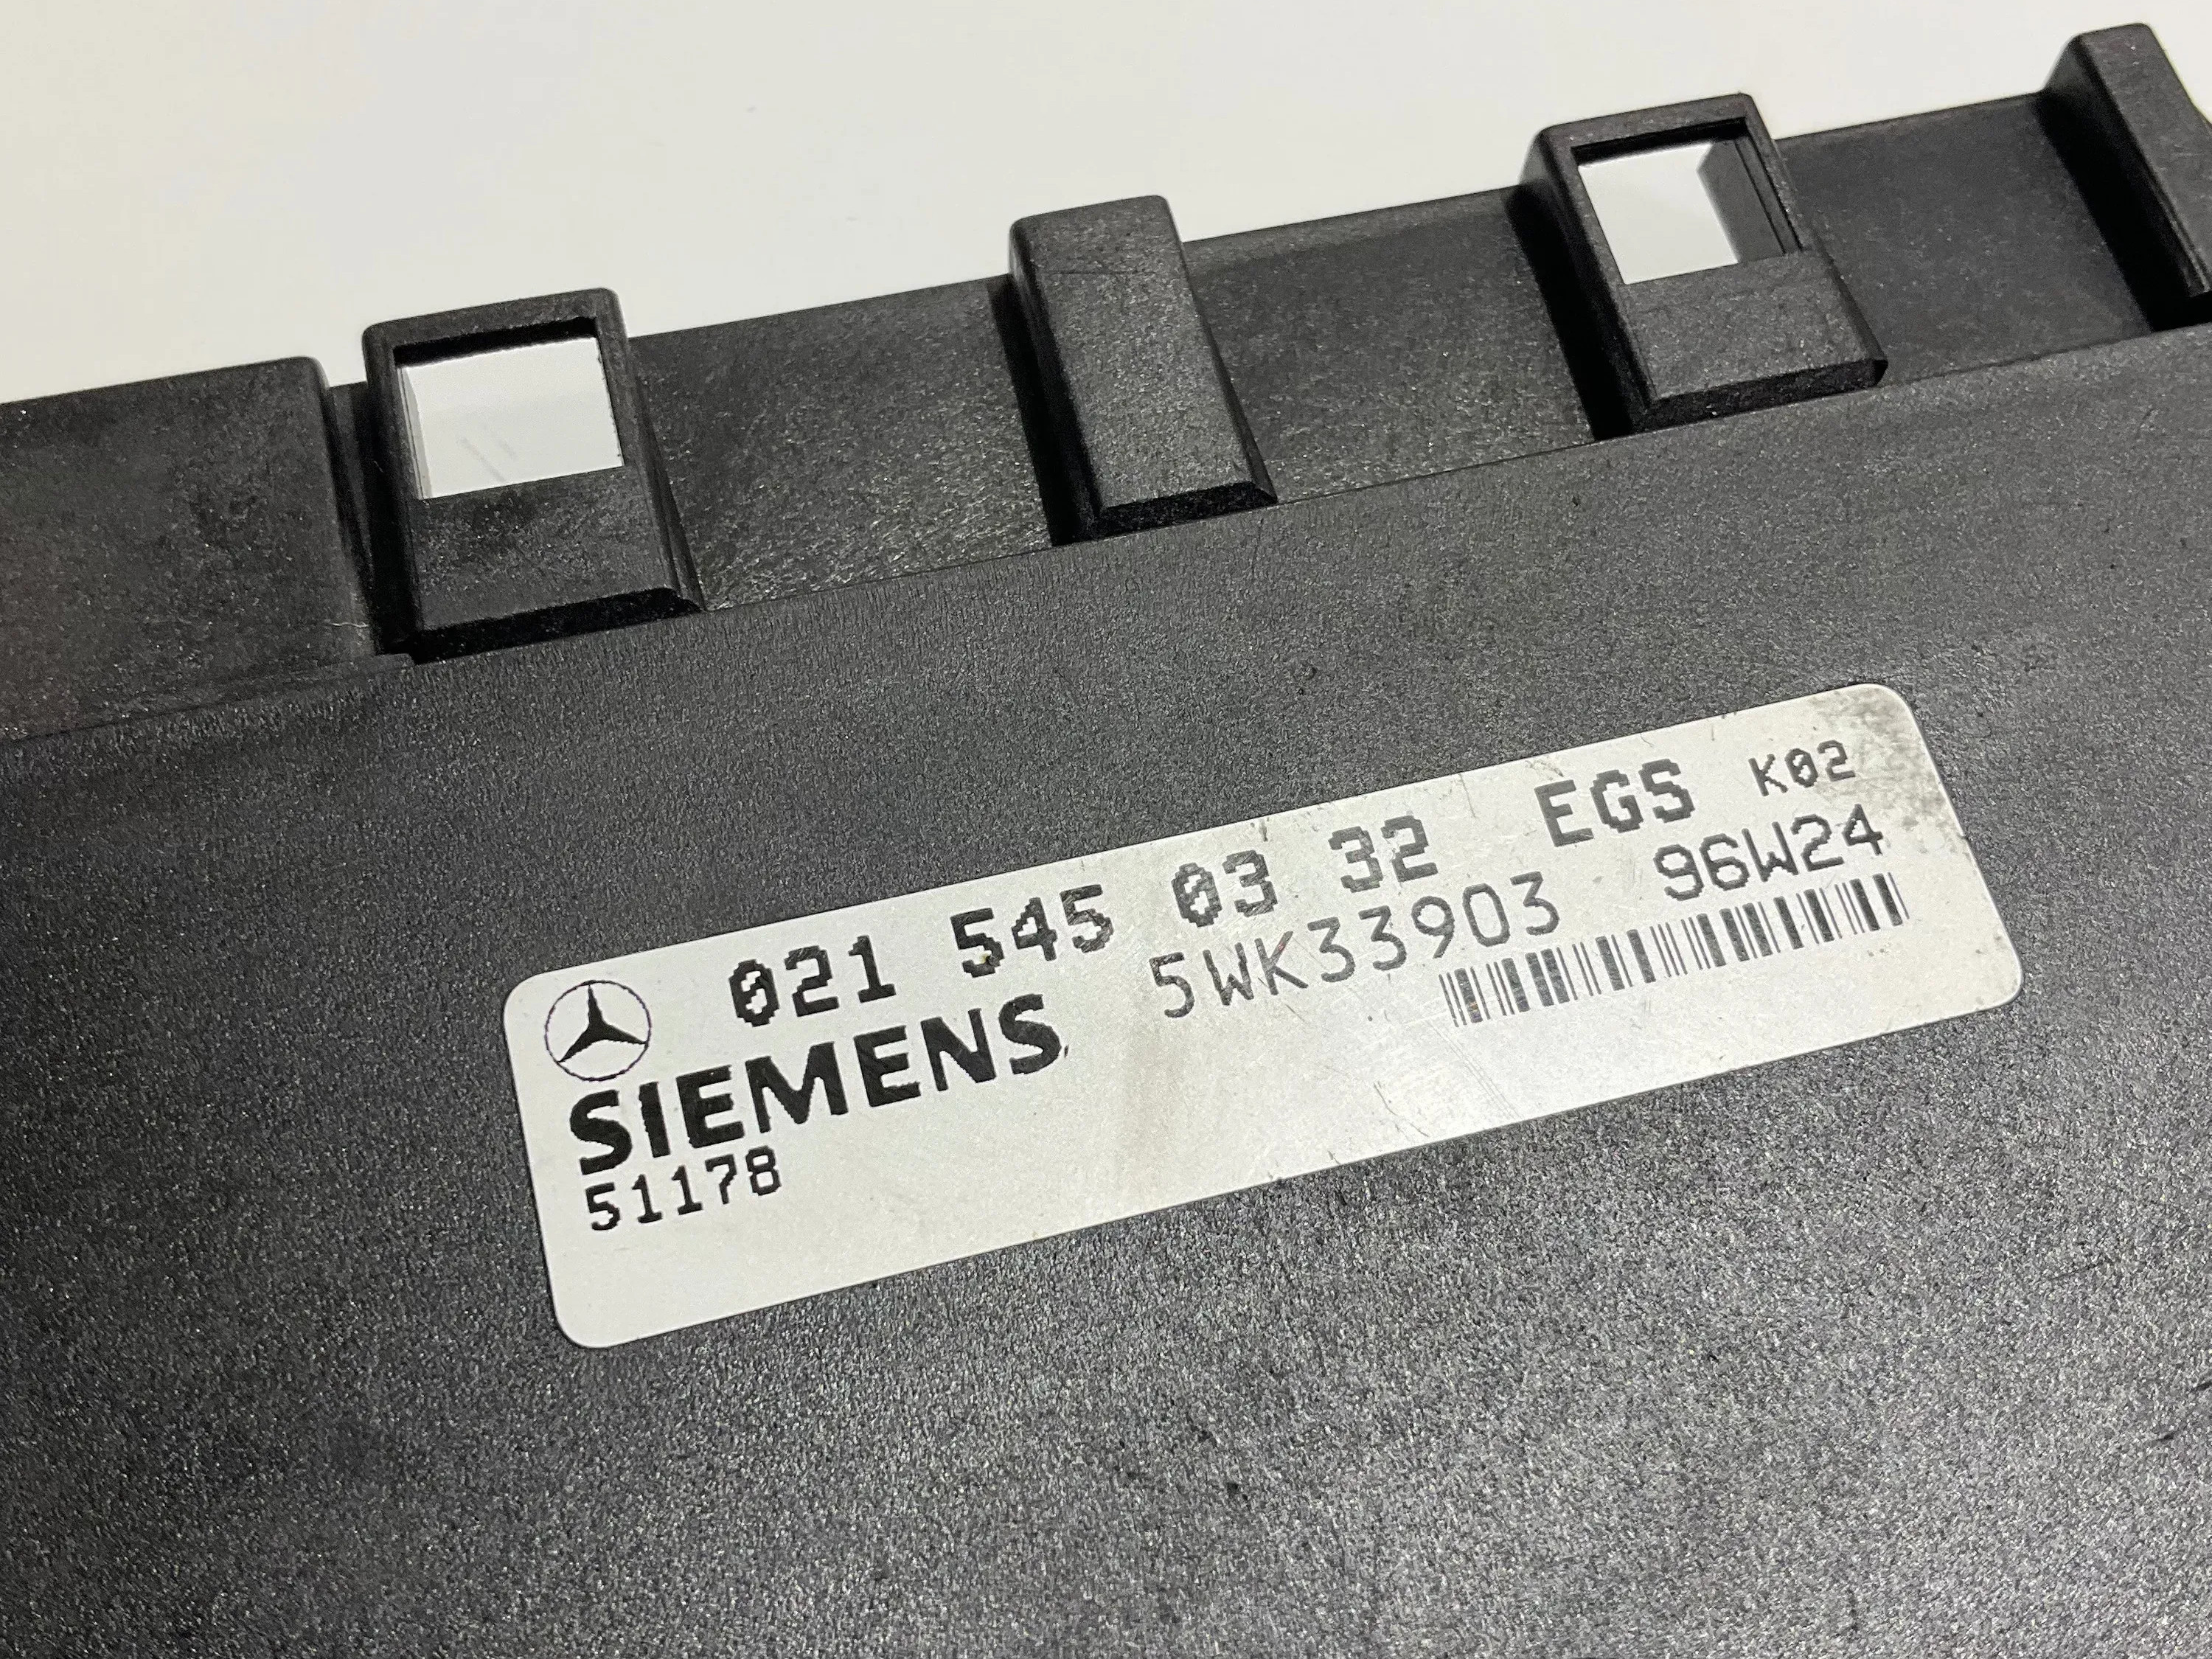 021 545 03 32 EGS K02
SIEMENS 5WK33903 96W24
51178